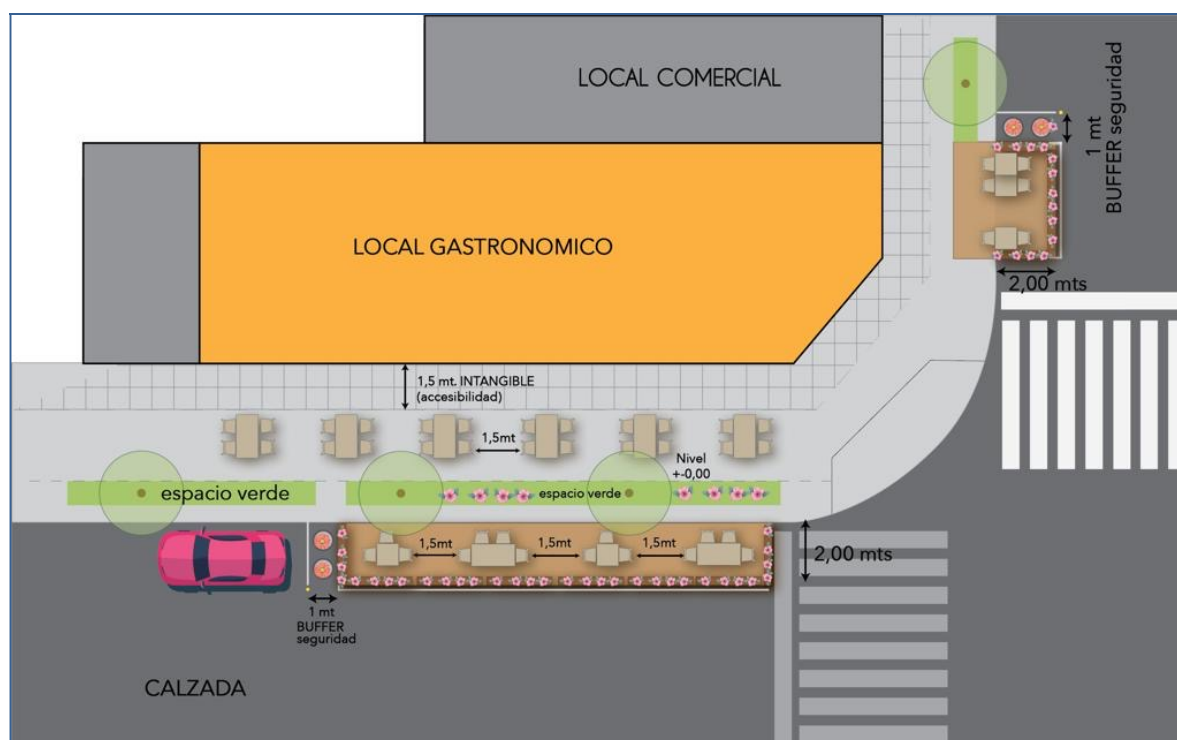 LOCAL COMERCIAL
1 mt
BUFFER seguridad
LOCAL GASTRONOMICO
2,00 mts
1,5 mt. INTANGIBLE
(accesibilidad)
1,5mt
Nivel
+-0,00
espacio verde
espacio verde
1,5mt
1,5mt
1,5mt
2,00 mts
1 mt
BUFFER
seguridad
CALZADA